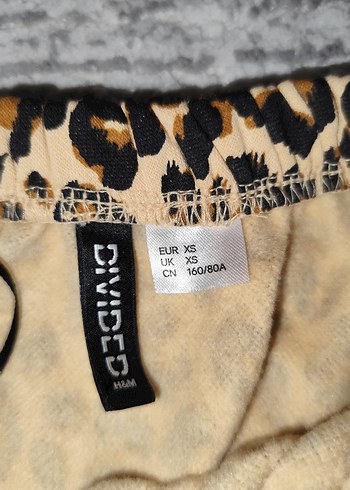 DIVIDED
H&M
EUR XS
UK XS
CN 160/80A